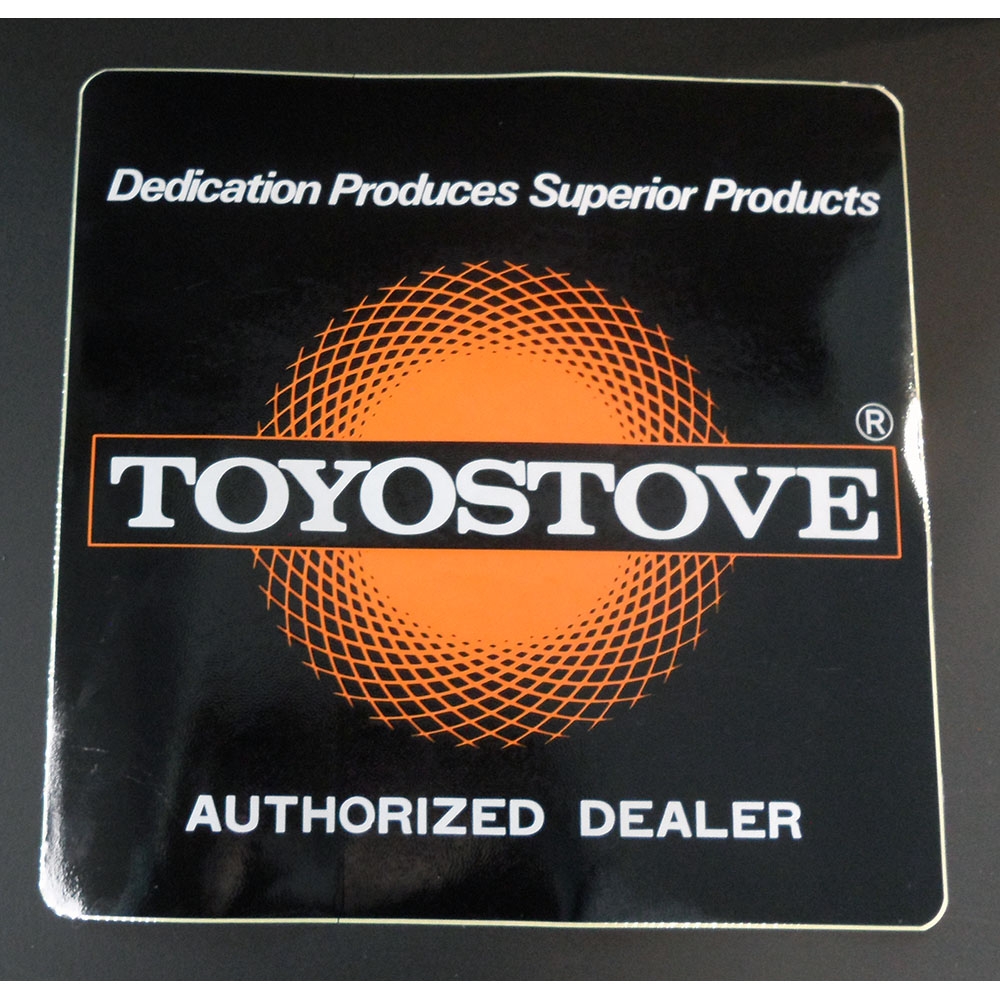 Dedication Produces Superior Products
®
TOYOSTOVE
AUTHORIZED DEALER